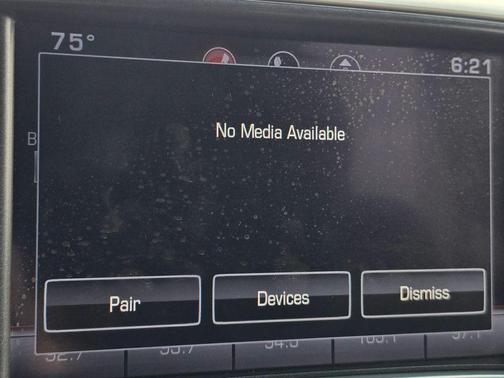 75°
6:21
No Media Available
Pair
Devices
Dismiss